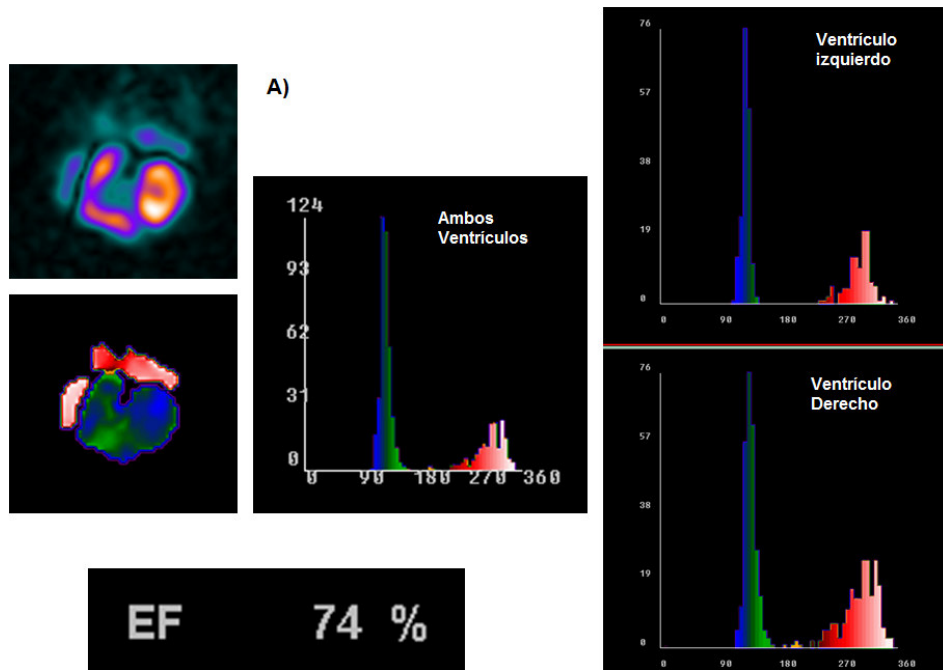 A)
124
93
62
31
0
Ambos
Ventrículos
0 90 180 270 360
EF 74 %
76
57
38
19
0
Ventrículo
izquierdo
0 90 180 270 360
76
57
38
19
0
Ventrículo
Derecho
0 90 180 270 360